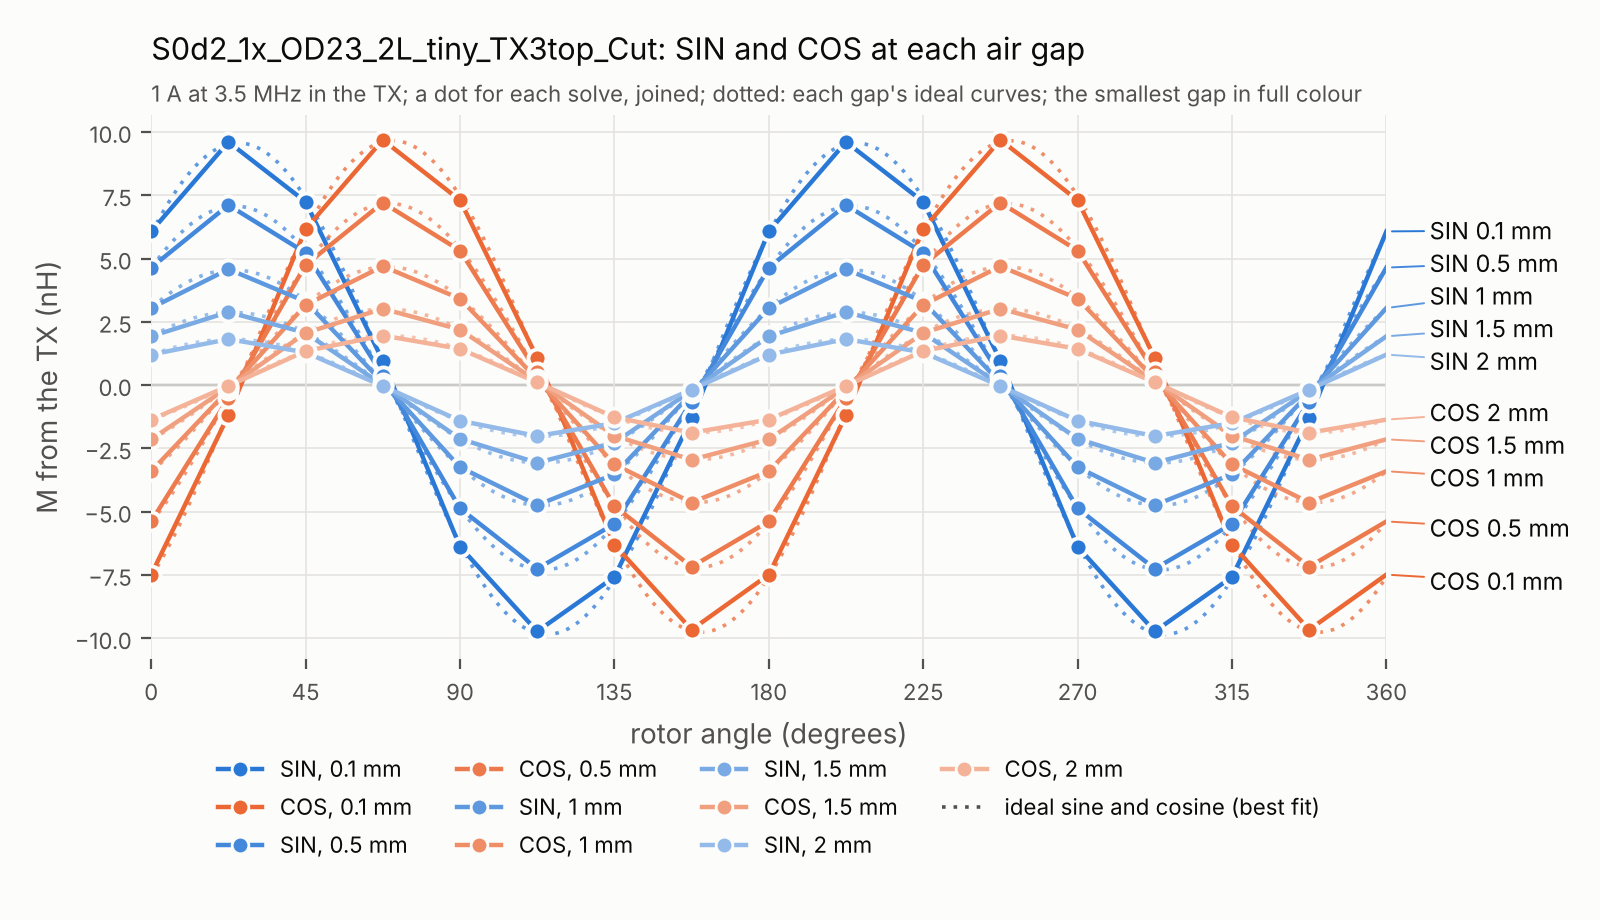 S0d2_1x_OD23_2L_tiny_TX3top_Cut: SIN and COS at each air gap
1 A at 3.5 MHz in the TX; a dot for each solve, joined; dotted: each gap's ideal curves; the smallest gap in full colour
M from the TX (nH)
10.0
7.5
5.0
2.5
0.0
−2.5
−5.0
−7.5
−10.0
SIN 0.1 mm
SIN 0.5 mm
SIN 1 mm
SIN 1.5 mm
SIN 2 mm
COS 2 mm
COS 1.5 mm
COS 1 mm
COS 0.5 mm
COS 0.1 mm
0 45 90 135 180 225 270 315 360
rotor angle (degrees)
SIN, 0.1 mm COS, 0.5 mm SIN, 1.5 mm COS, 2 mm
COS, 0.1 mm SIN, 1 mm COS, 1.5 mm ideal sine and cosine (best fit)
SIN, 0.5 mm COS, 1 mm SIN, 2 mm